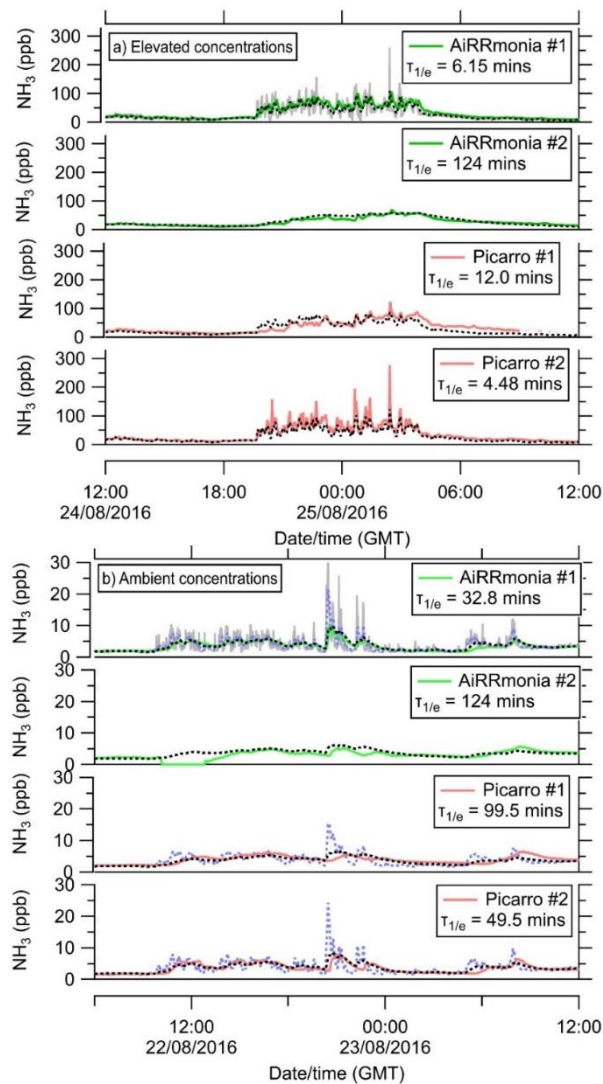 300
200
100
0
NH3 (ppb)
a) Elevated concentrations
AiRRmonia #1
τ1/e = 6.15 mins
300
200
100
0
NH3 (ppb)
AiRRmonia #2
τ1/e = 124 mins
300
200
100
0
NH3 (ppb)
Picarro #1
τ1/e = 12.0 mins
300
200
100
0
NH3 (ppb)
Picarro #2
τ1/e = 4.48 mins
12:00 18:00 00:00 06:00 12:00
24/08/2016 25/08/2016
Date/time (GMT)
30
20
10
0
NH3 (ppb)
b) Ambient concentrations
AiRRmonia #1
τ1/e = 32.8 mins
30
20
10
5
0
NH3 (ppb)
AiRRmonia #2
τ1/e = 124 mins
30
20
10
5
0
NH3 (ppb)
Picarro #1
τ1/e = 99.5 mins
30
20
10
5
0
NH3 (ppb)
Picarro #2
τ1/e = 49.5 mins
12:00 00:00 12:00
22/08/2016 23/08/2016
Date/time (GMT)